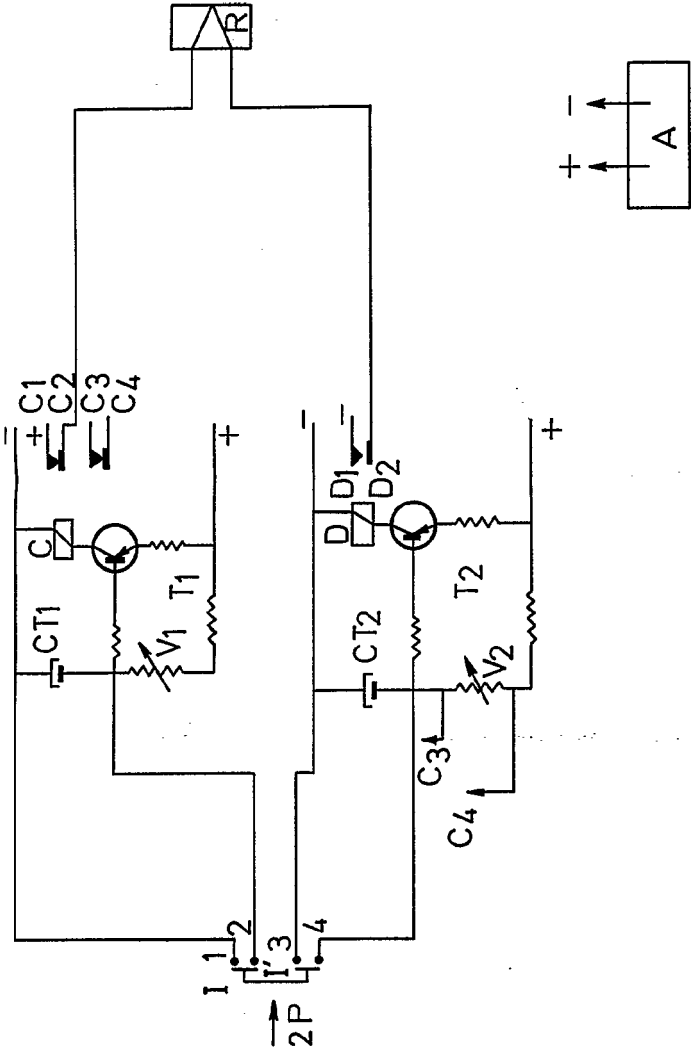 R
− + A
C1
C2
C3
C4
−
+
C
CT1
V1
T1
+
−
−
D1
D2
D
CT2
T2
V2
+
C3
C4
I
1
2
I'
3
4
2P